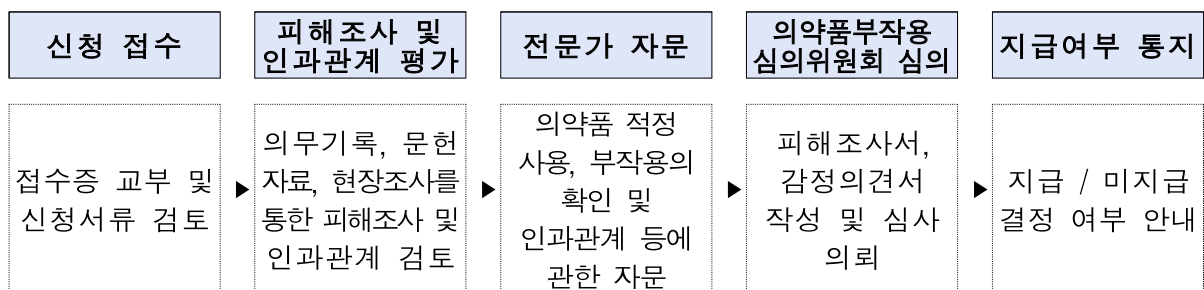 신청 접수
피해조사 및
인과관계 평가
전문가 자문
의약품부작용
심의위원회 심의
지급여부 통지
접수증 교부 및
신청서류 검토
▶
의무기록, 문헌
자료, 현장조사를
통한 피해조사 및
인과관계 검토
▶
의약품 적정
사용, 부작용의
확인 및
인과관계 등에
관한 자문
▶
피해조사서,
감정의견서
작성 및 심사
의뢰
▶
지급 / 미지급
결정 여부 안내